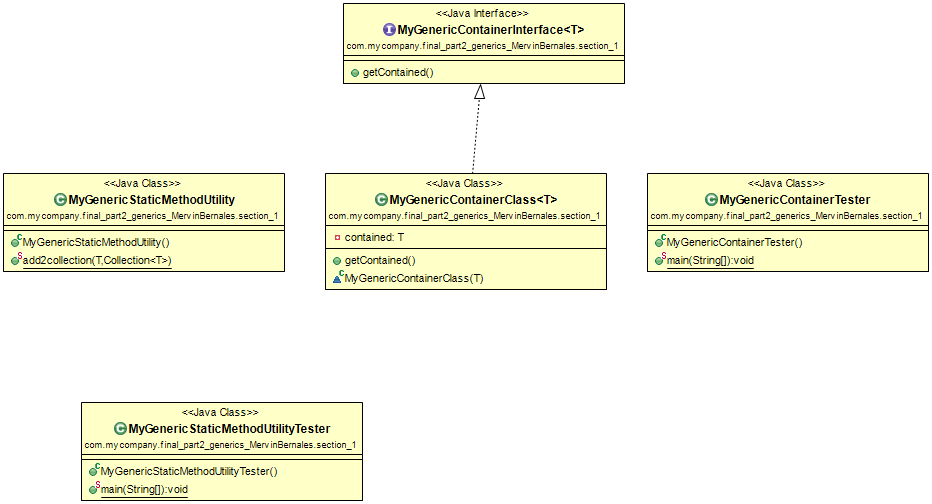 <<Java Interface>>
MyGenericContainerInterface<T>
com.mycompany.final_part2_generics_MervinBernales.section_1
getContained()
<<Java Class>>
MyGenericStaticMethodUtility
com.mycompany.final_part2_generics_MervinBernales.section_1
MyGenericStaticMethodUtility()
add2collection(T,Collection<T>)
<<Java Class>>
MyGenericContainerClass<T>
com.mycompany.final_part2_generics_MervinBernales.section_1
contained: T
getContained()
MyGenericContainerClass(T)
<<Java Class>>
MyGenericContainerTester
com.mycompany.final_part2_generics_MervinBernales.section_1
MyGenericContainerTester()
main(String[]):void
<<Java Class>>
MyGenericStaticMethodUtilityTester
com.mycompany.final_part2_generics_MervinBernales.section_1
MyGenericStaticMethodUtilityTester()
main(String[]):void